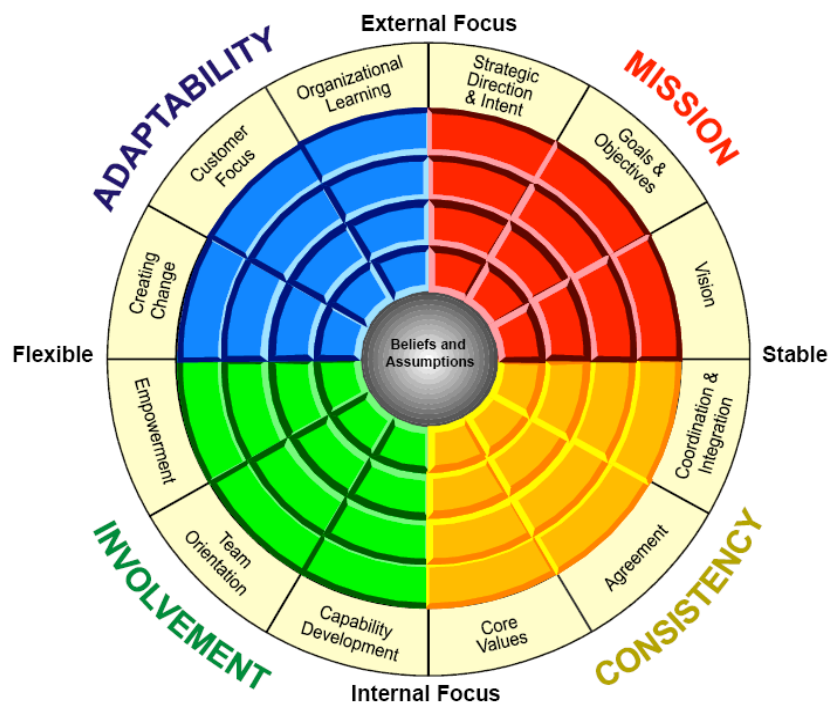 External Focus
ADAPTABILITY
MISSION
Organizational
Learning
Strategic
Direction
& Intent
Customer
Focus
Goals &
Objectives
Creating
Change
Vision
Flexible
Beliefs and
Assumptions
Stable
Empowerment
Coordination &
Integration
Team
Orientation
Agreement
Capability
Development
Core
Values
INVOLVEMENT
CONSISTENCY
Internal Focus